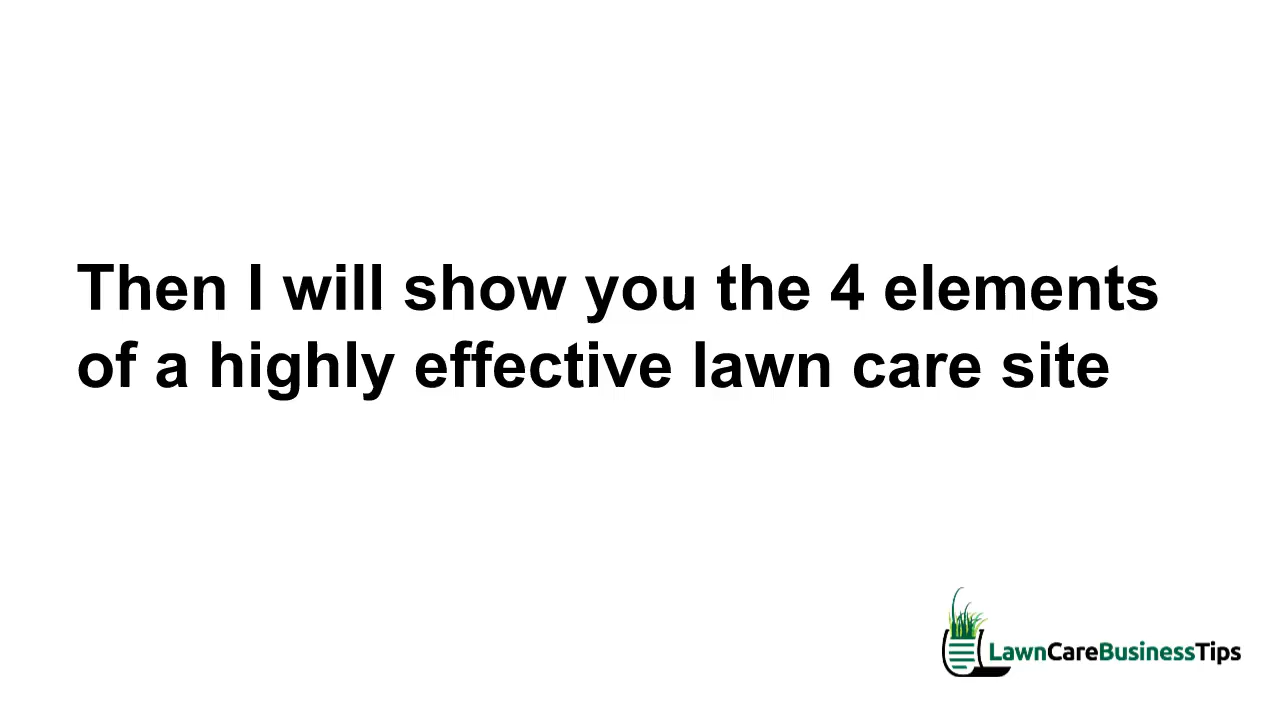 Then I will show you the 4 elements
of a highly effective lawn care site
LawnCareBusinessTips